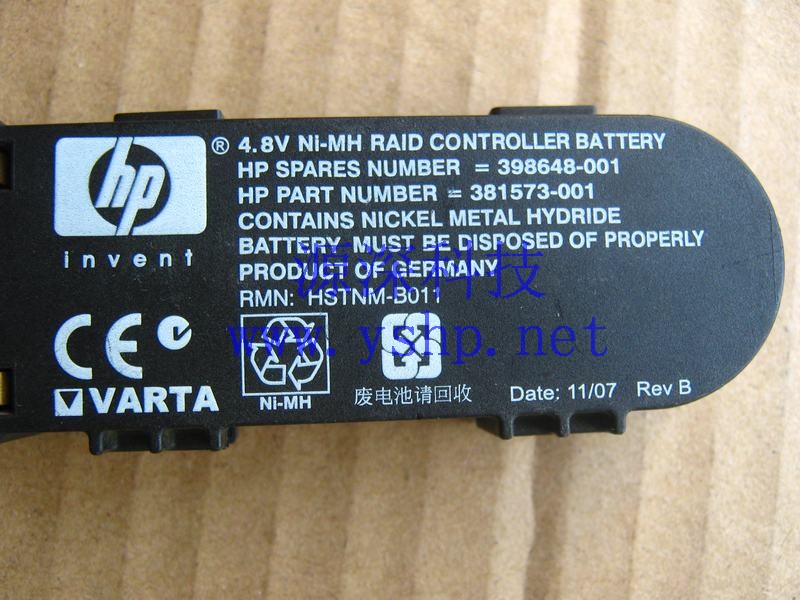 hp
invent
® 4.8V Ni-MH RAID CONTROLLER BATTERY
HP SPARES NUMBER = 398648-001
HP PART NUMBER = 381573-001
CONTAINS NICKEL METAL HYDRIDE
BATTERY. MUST BE DISPOSED OF PROPERLY
PRODUCT OF GERMANY
RMN: HSTNM-B011
源深科技
www.yshp.net
CE
VARTA
Ni-MH
废电池请回收
Date: 11/07 Rev B